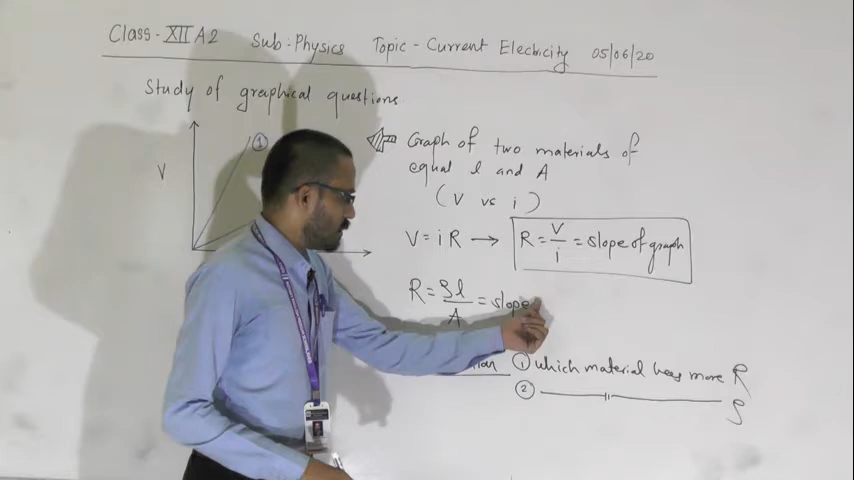 Class - XII A2 Sub : Physics Topic - Current Electricity 05/06/20
Study of graphical questions
V
①
Graph of two materials of
equal l and A
( V vs i )
V = i R → R = V/i = slope of graph
R = ρl/A = slope
① which material has more R
② —— 〃 —— ρ